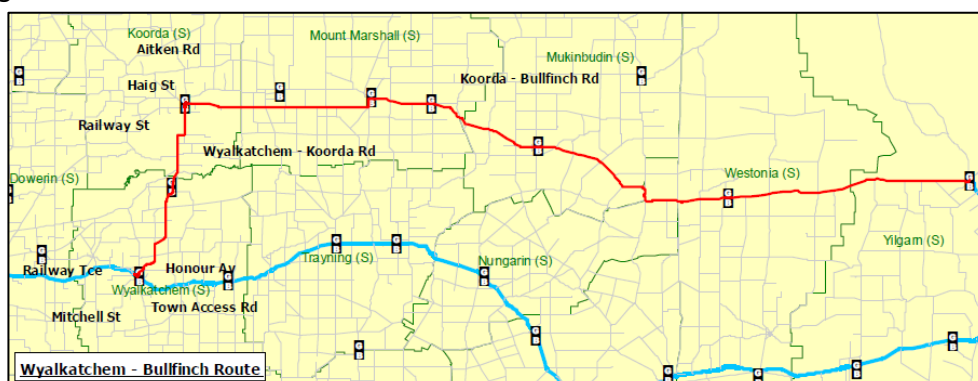 Koorda (S)
Aitken Rd
Mount Marshall (S)
Mukinbudin (S)
Koorda - Bullfinch Rd
Haig St
Railway St
Wyalkatchem - Koorda Rd
Dowerin (S)
Westonia (S)
Yilgarn (S)
Trayning (S)
Nungarin (S)
Railway Tce
Honour Av
Wyalkatchem (S)
Town Access Rd
Mitchell St
Wyalkatchem - Bullfinch Route